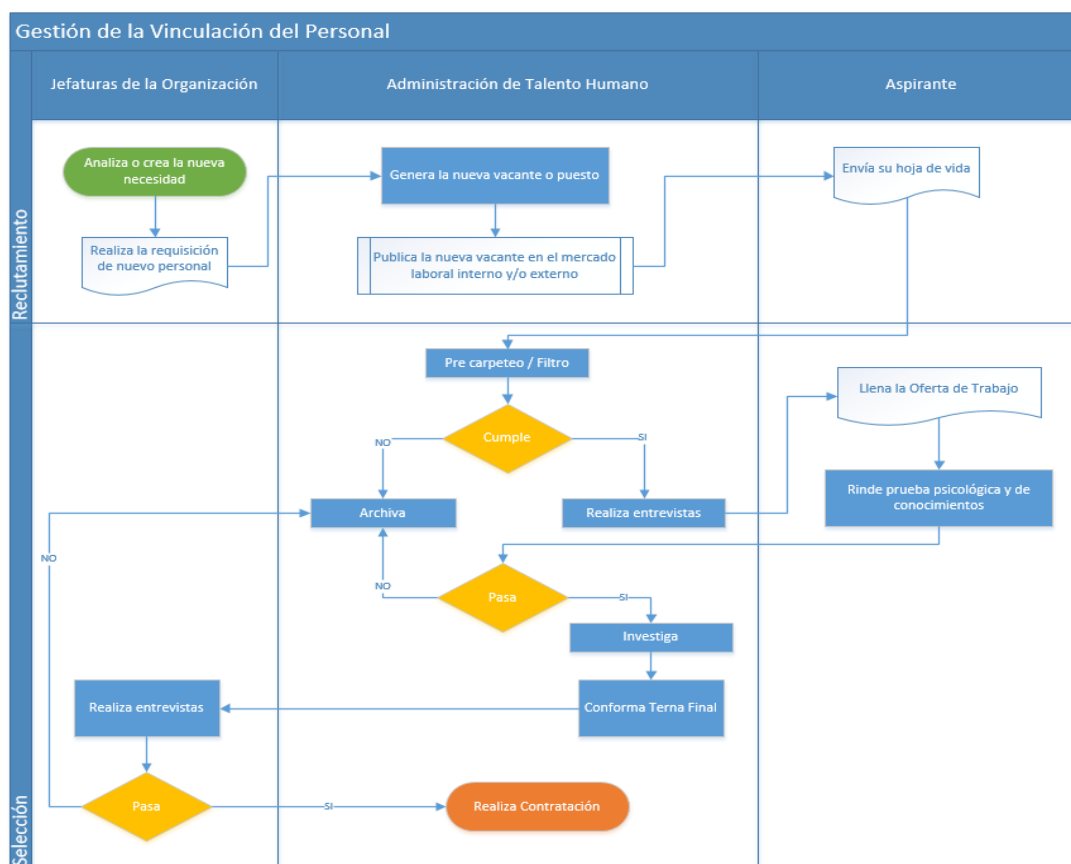 Gestión de la Vinculación del Personal
Jefaturas de la Organización
Administración de Talento Humano
Aspirante
Reclutamiento
Analiza o crea la nueva
necesidad
Genera la nueva vacante o puesto
Envía su hoja de vida
Realiza la requisición
de nuevo personal
Publica la nueva vacante en el mercado
laboral interno y/o externo
Selección
Pre carpeteo / Filtro
Llena la Oferta de Trabajo
Cumple
NO
SI
Archiva
Realiza entrevistas
Rinde prueba psicológica y de
conocimientos
NO
NO
Pasa
SI
Investiga
Realiza entrevistas
Conforma Terna Final
Pasa
SI
Realiza Contratación